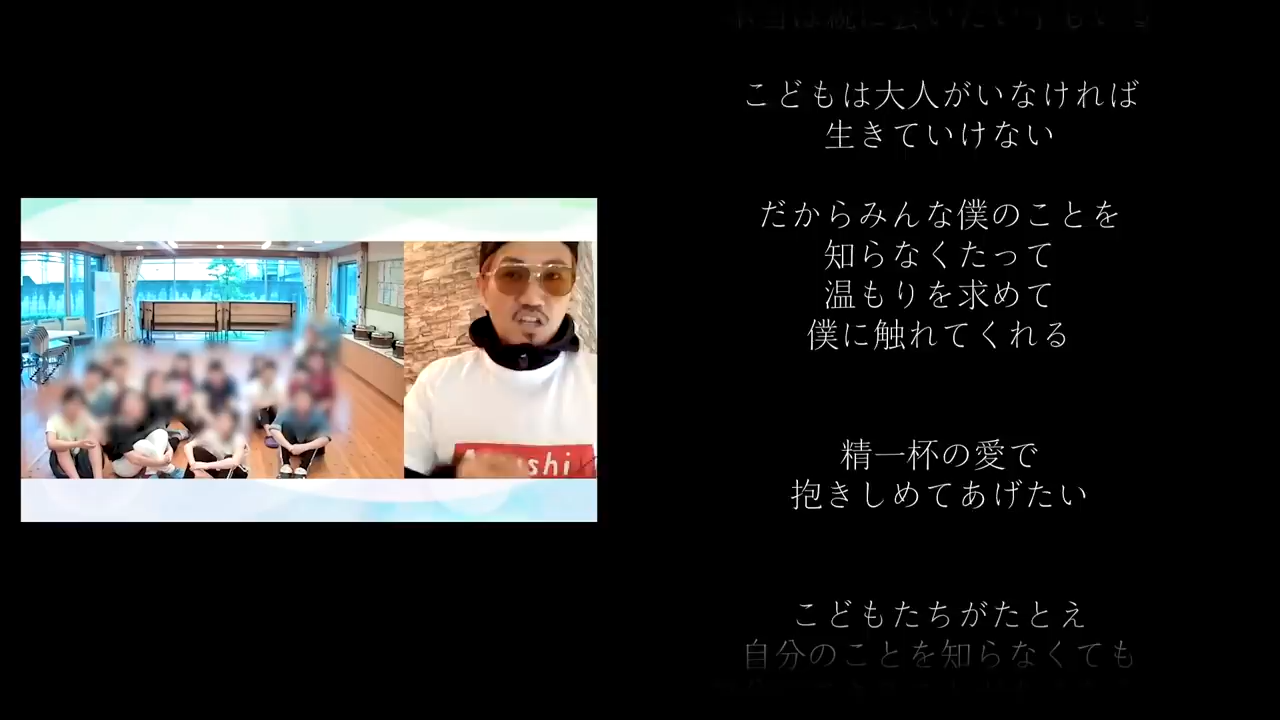 こどもは大人がいなければ
生きていけない
だからみんな僕のことを
知らなくたって
温もりを求めて
僕に触れてくれる
精一杯の愛で
抱きしめてあげたい
こどもたちがたとえ
自分のことを知らなくても